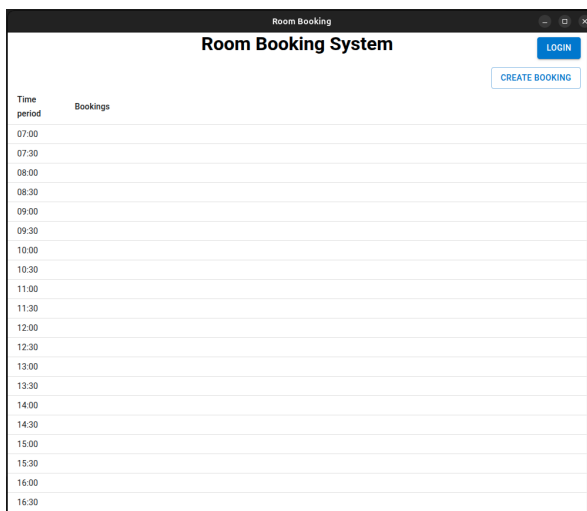 Room Booking
Room Booking System
LOGIN
CREATE BOOKING
Time
period
Bookings
07:00
07:30
08:00
08:30
09:00
09:30
10:00
10:30
11:00
11:30
12:00
12:30
13:00
13:30
14:00
14:30
15:00
15:30
16:00
16:30